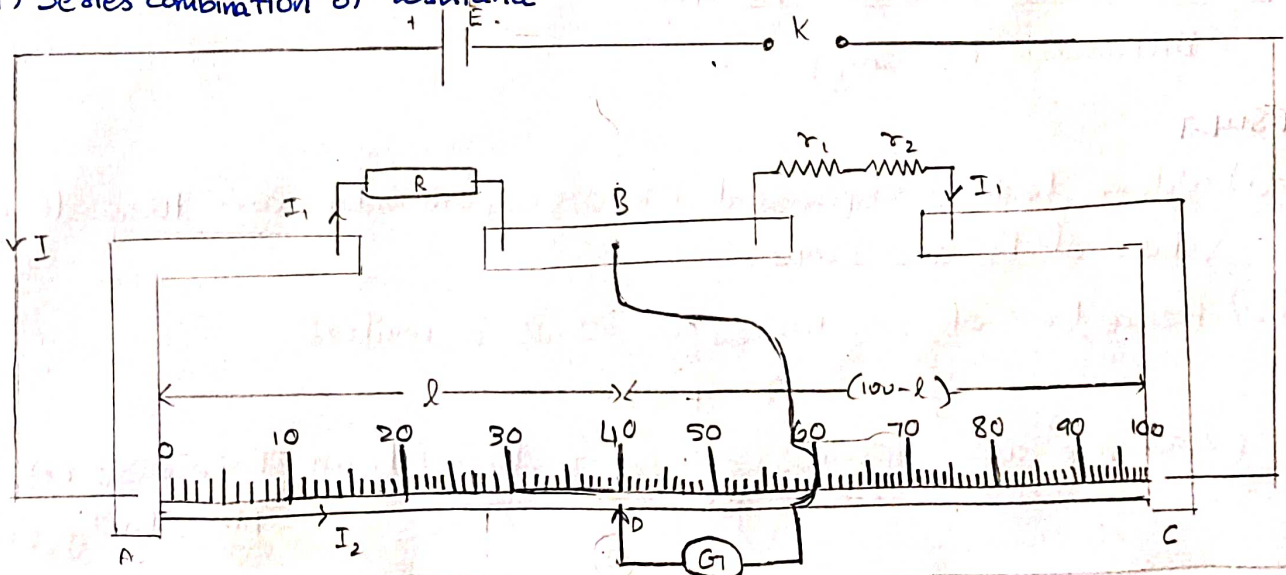 Series combination of
+ E.
K
r₁ r₂
R
I₁
I₁
B
I
l
(100-l)
0 10 20 30 40 50 60 70 80 90 100
I₂
D
A
G
C